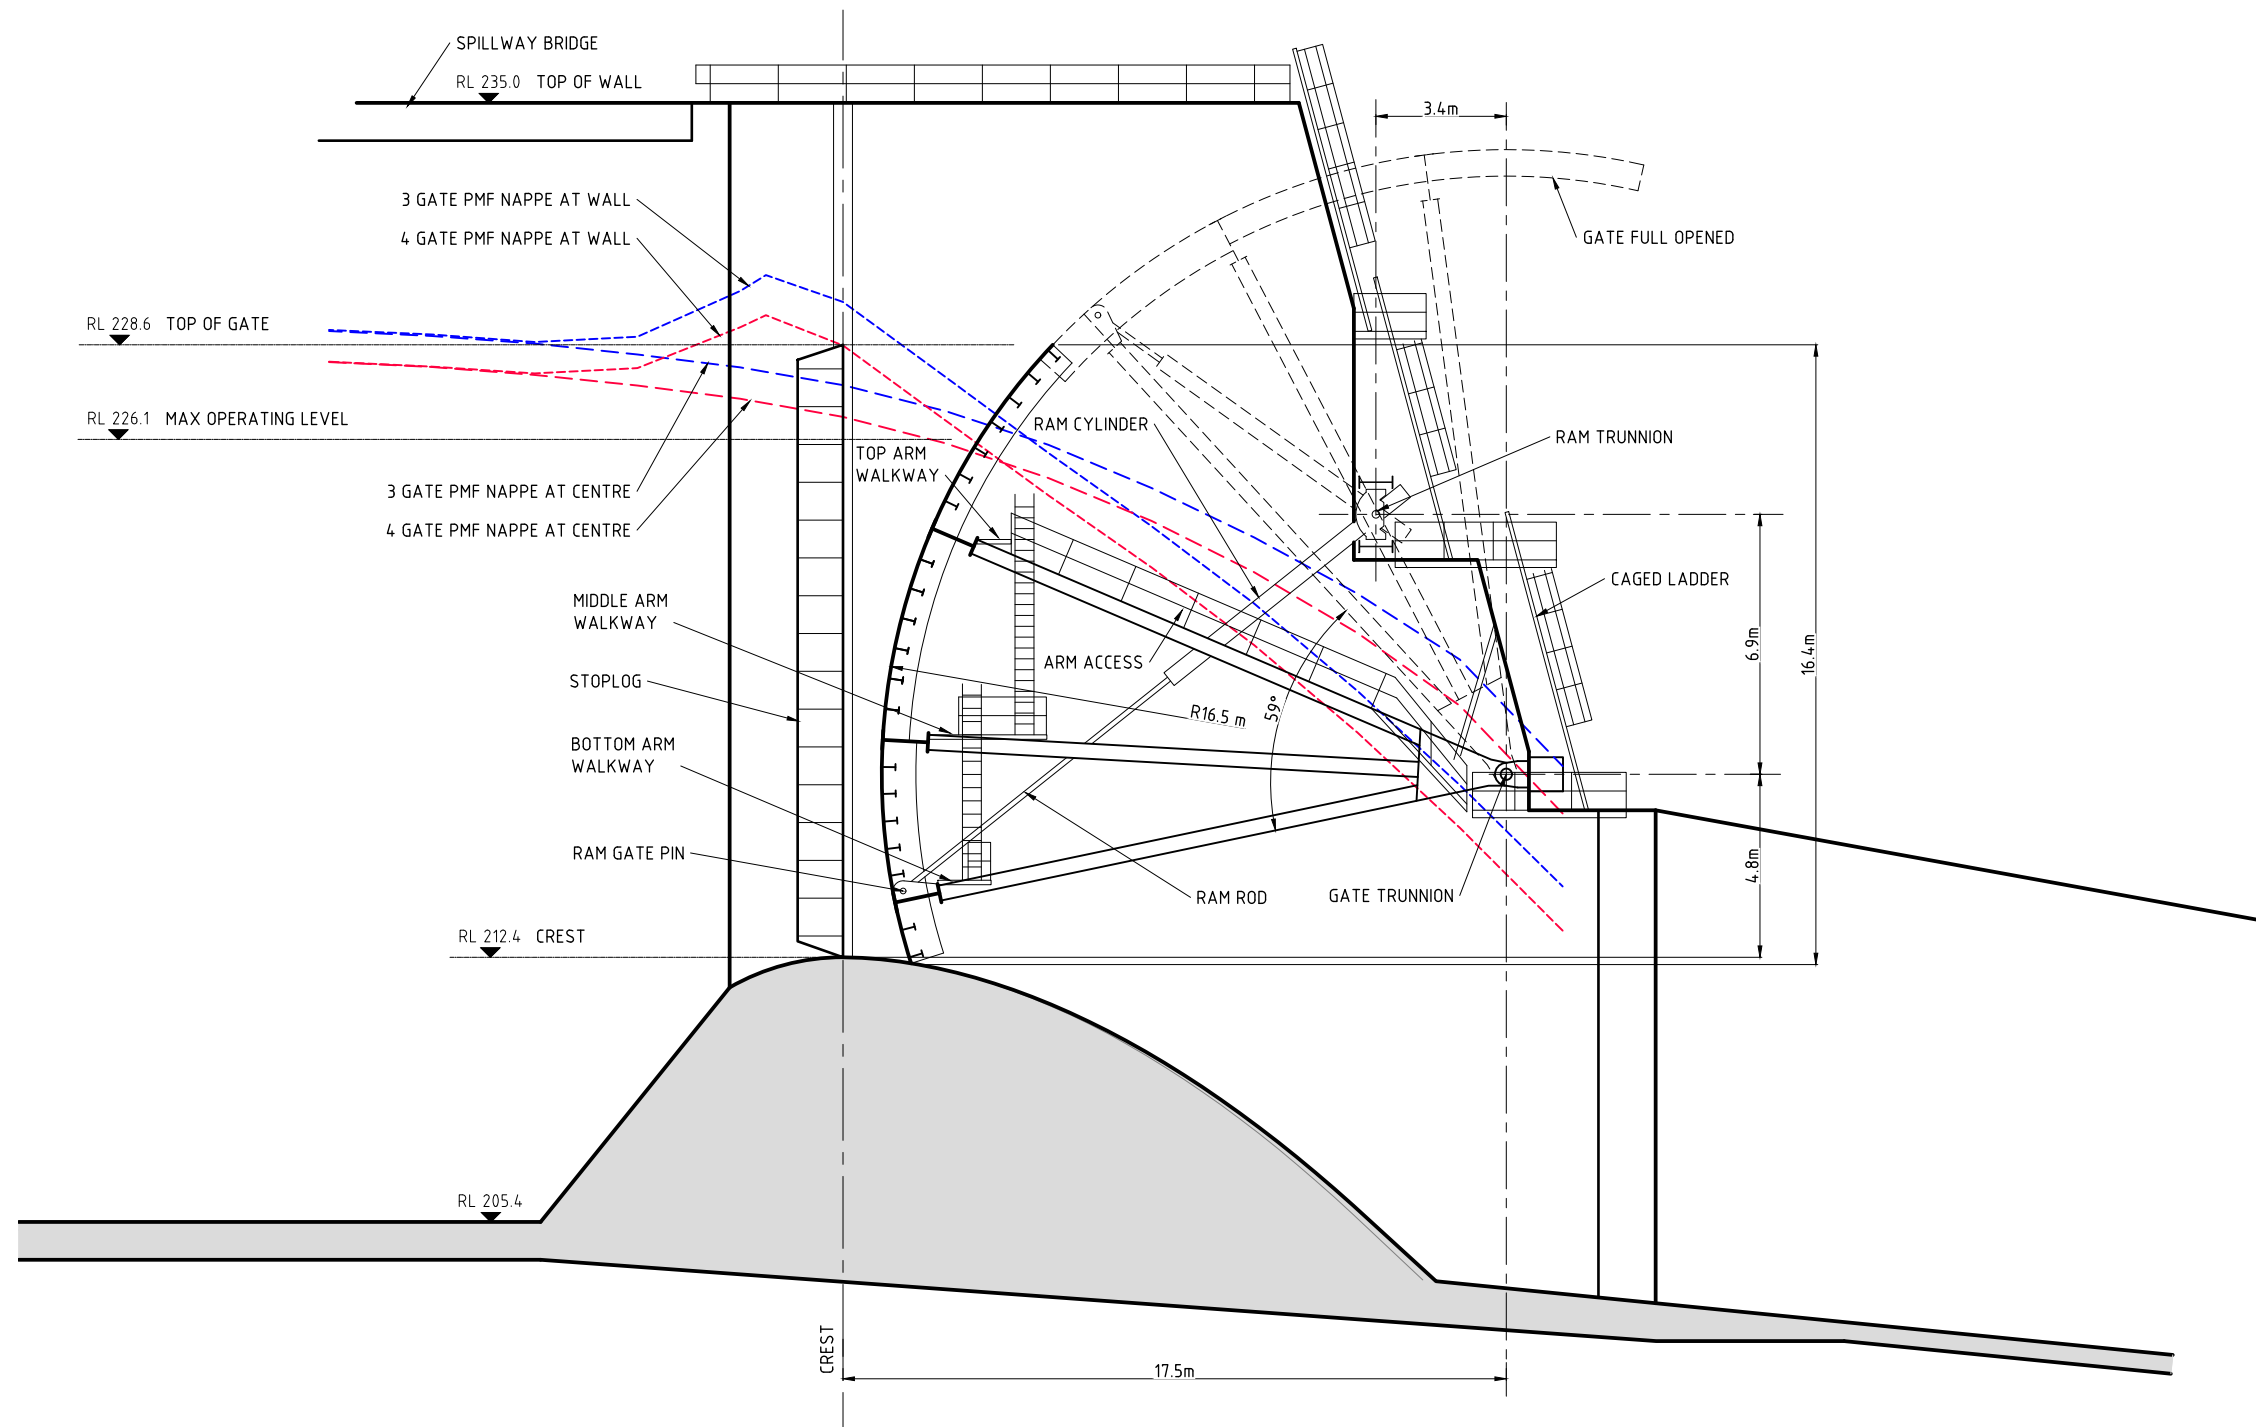 SPILLWAY BRIDGE
RL 235.0 TOP OF WALL
3.4m
3 GATE PMF NAPPE AT WALL
4 GATE PMF NAPPE AT WALL
GATE FULL OPENED
RL 228.6 TOP OF GATE
RL 226.1 MAX OPERATING LEVEL
RAM CYLINDER
RAM TRUNNION
TOP ARM
WALKWAY
3 GATE PMF NAPPE AT CENTRE
4 GATE PMF NAPPE AT CENTRE
CAGED LADDER
MIDDLE ARM
WALKWAY
6.9m
16.4m
ARM ACCESS
STOPLOG
R16.5 m
59°
BOTTOM ARM
WALKWAY
RAM GATE PIN
4.8m
RAM ROD
GATE TRUNNION
RL 212.4 CREST
RL 205.4
CREST
17.5m